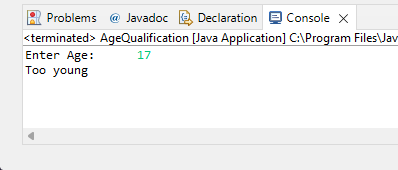 Problems @ Javadoc Declaration Console
<terminated> AgeQualification [Java Application] C:\Program Files\Jav
Enter Age: 17
Too young